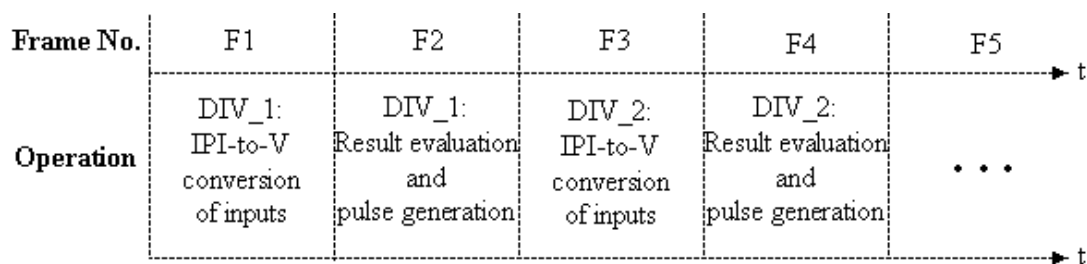 Frame No. F1 F2 F3 F4 F5 t
DIV_1: DIV_1: DIV_2: DIV_2:
IPI-to-V Result evaluation IPI-to-V Result evaluation
Operation conversion and conversion and • • •
of inputs pulse generation of inputs pulse generation
t